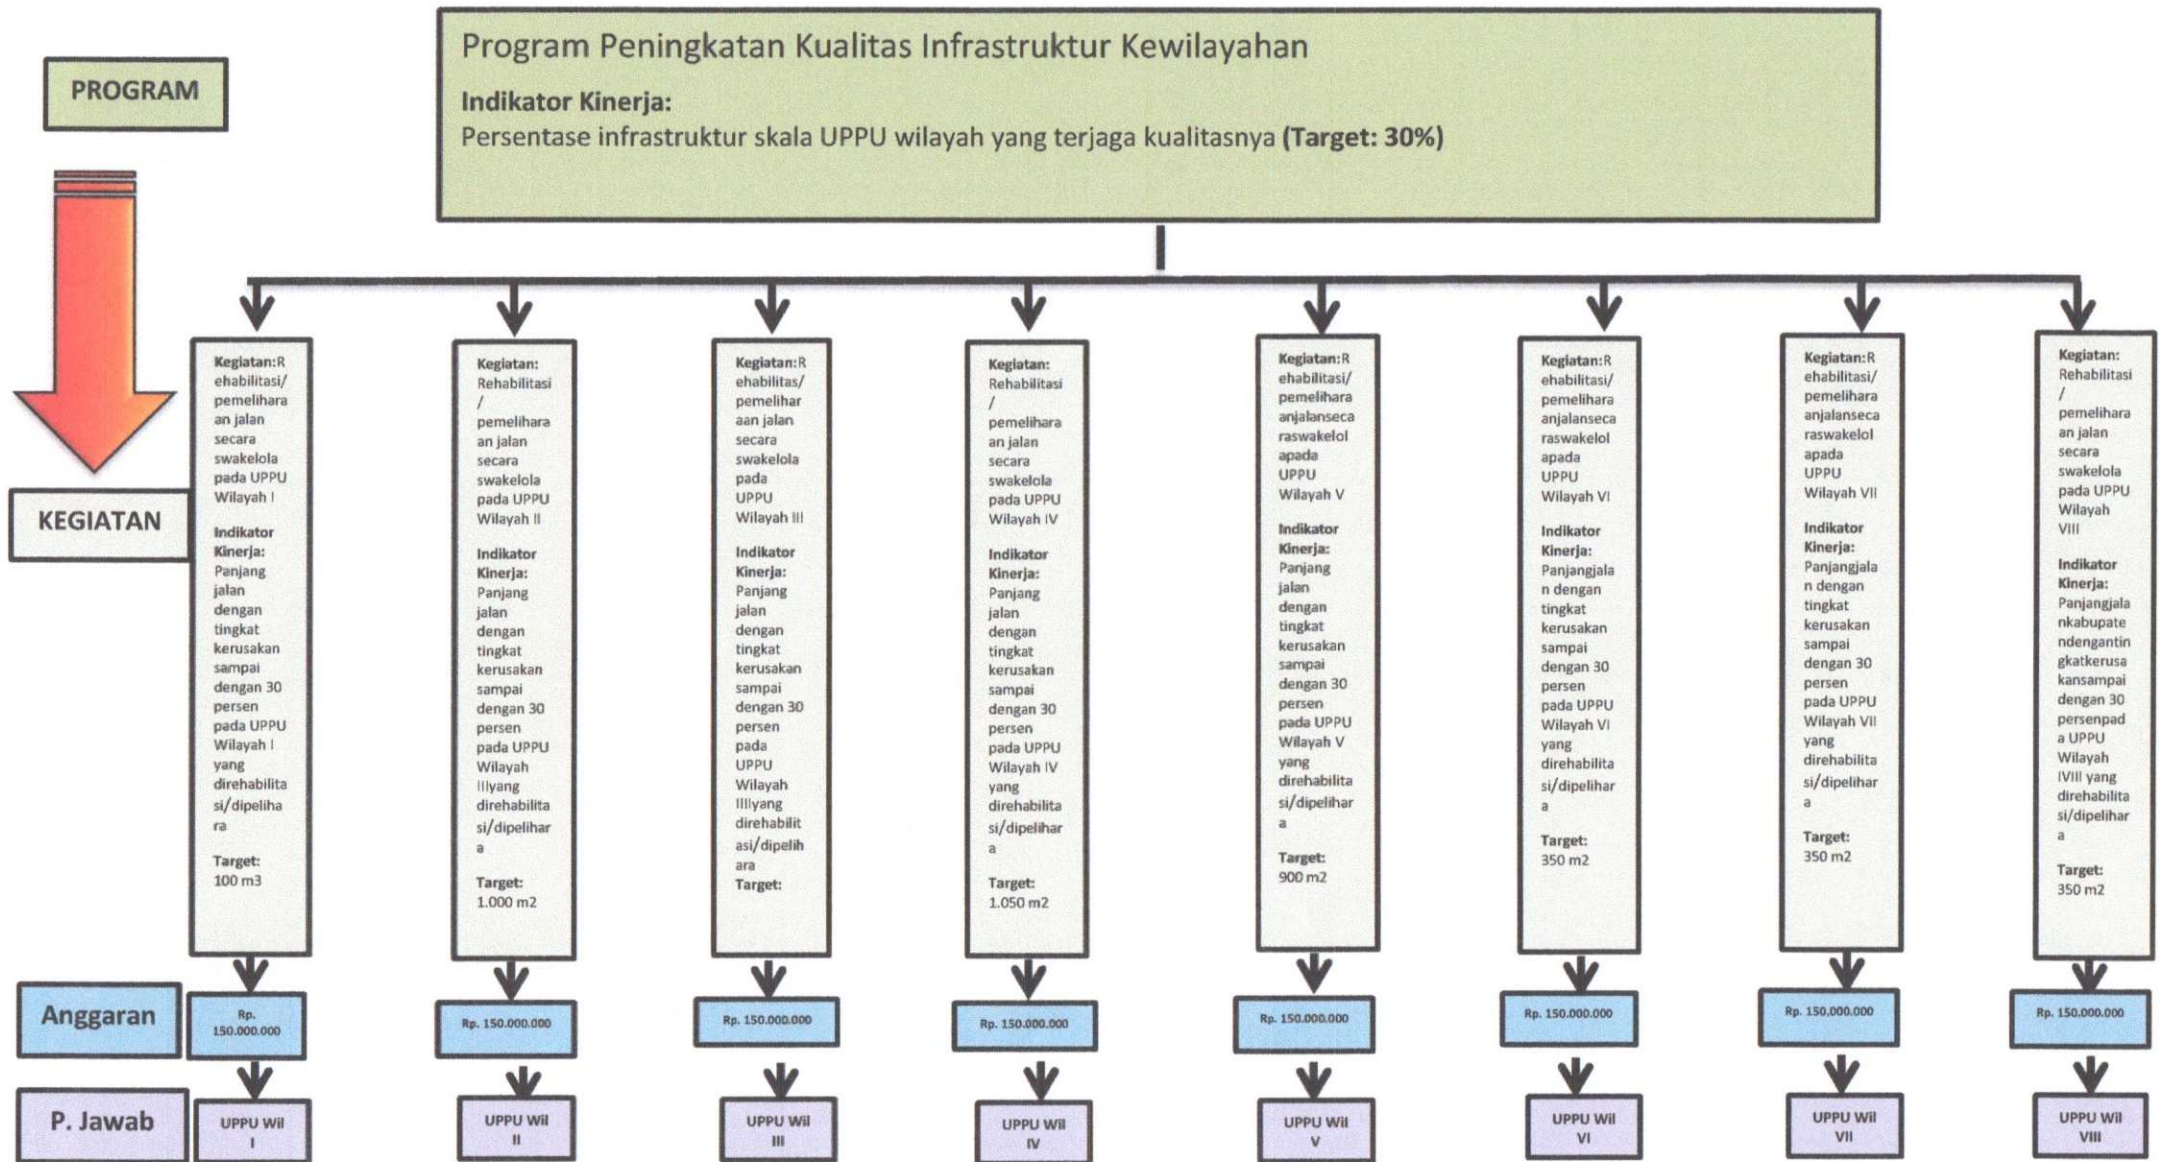 PROGRAM
Program Peningkatan Kualitas Infrastruktur Kewilayahan
Indikator Kinerja:
Persentase infrastruktur skala UPPU wilayah yang terjaga kualitasnya (Target: 30%)
KEGIATAN
Kegiatan:R
ehabilitasi/
pemelihara
an jalan
secara
swakelola
pada UPPU
Wilayah I
Indikator
Kinerja:
Panjang
jalan
dengan
tingkat
kerusakan
sampai
dengan 30
persen
pada UPPU
Wilayah I
yang
direhabilita
si/dipeliha
ra
Target:
100 m3
Kegiatan:
Rehabilitasi
/
pemelihara
an jalan
secara
swakelola
pada UPPU
Wilayah II
Indikator
Kinerja:
Panjang
jalan
dengan
tingkat
kerusakan
sampai
dengan 30
persen
pada UPPU
Wilayah
IIIyang
direhabilita
si/dipelihar
a
Target:
1.000 m2
Kegiatan:R
ehabilitas/
pemelihar
aan jalan
secara
swakelola
pada
UPPU
Wilayah III
Indikator
Kinerja:
Panjang
jalan
dengan
tingkat
kerusakan
sampai
dengan 30
persen
pada
UPPU
Wilayah
IIIIyang
direhabilit
asi/dipelih
ara
Target:
Kegiatan:
Rehabilitasi
/
pemelihara
an jalan
secara
swakelola
pada UPPU
Wilayah IV
Indikator
Kinerja:
Panjang
jalan
dengan
tingkat
kerusakan
sampai
dengan 30
persen
pada UPPU
Wilayah IV
yang
direhabilita
si/dipelihar
a
Target:
1.050 m2
Kegiatan:R
ehabilitasi/
pemelihara
anjalanseca
raswakelol
apada
UPPU
Wilayah V
Indikator
Kinerja:
Panjang
jalan
dengan
tingkat
kerusakan
sampai
dengan 30
persen
pada UPPU
Wilayah V
yang
direhabilita
si/dipelihar
a
Target:
900 m2
Kegiatan:R
ehabilitasi/
pemelihara
anjalanseca
raswakelol
apada
UPPU
Wilayah VI
Indikator
Kinerja:
Panjangjala
n dengan
tingkat
kerusakan
sampai
dengan 30
persen
pada UPPU
Wilayah VI
yang
direhabilita
si/dipelihar
a
Target:
350 m2
Kegiatan:R
ehabilitasi/
pemelihara
anjalanseca
raswakelol
apada
UPPU
Wilayah VII
Indikator
Kinerja:
Panjangjala
n dengan
tingkat
kerusakan
sampai
dengan 30
persen
pada UPPU
Wilayah VII
yang
direhabilita
si/dipelihar
a
Target:
350 m2
Kegiatan:
Rehabilitasi
/
pemelihara
an jalan
secara
swakelola
pada UPPU
Wilayah
VIII
Indikator
Kinerja:
Panjangjala
nkabupate
ndengantin
gkatkerusa
kansampai
dengan 30
persenpad
a UPPU
Wilayah
IVIII yang
direhabilita
si/dipelihar
a
Target:
350 m2
Anggaran
Rp.
150.000.000
Rp. 150.000.000
Rp. 150.000.000
Rp. 150.000.000
Rp. 150.000.000
Rp. 150.000.000
Rp. 150.000.000
Rp. 150.000.000
P. Jawab
UPPU Wil
I
UPPU Wil
II
UPPU Wil
III
UPPU Wil
IV
UPPU Wil
V
UPPU Wil
VI
UPPU Wil
VII
UPPU Wil
VIII